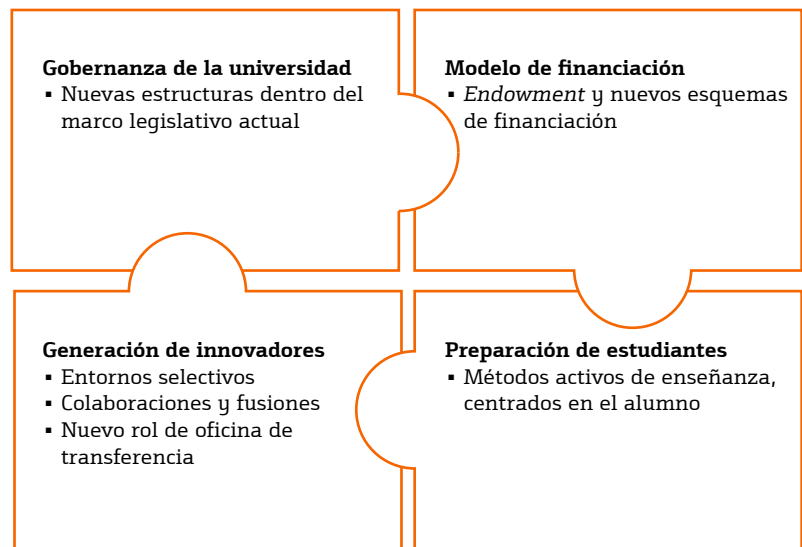 Gobernanza de la universidad
▪ Nuevas estructuras dentro del
marco legislativo actual
Modelo de financiación
▪ Endowment y nuevos esquemas
de financiación
Generación de innovadores
▪ Entornos selectivos
▪ Colaboraciones y fusiones
▪ Nuevo rol de oficina de
transferencia
Preparación de estudiantes
▪ Métodos activos de enseñanza,
centrados en el alumno